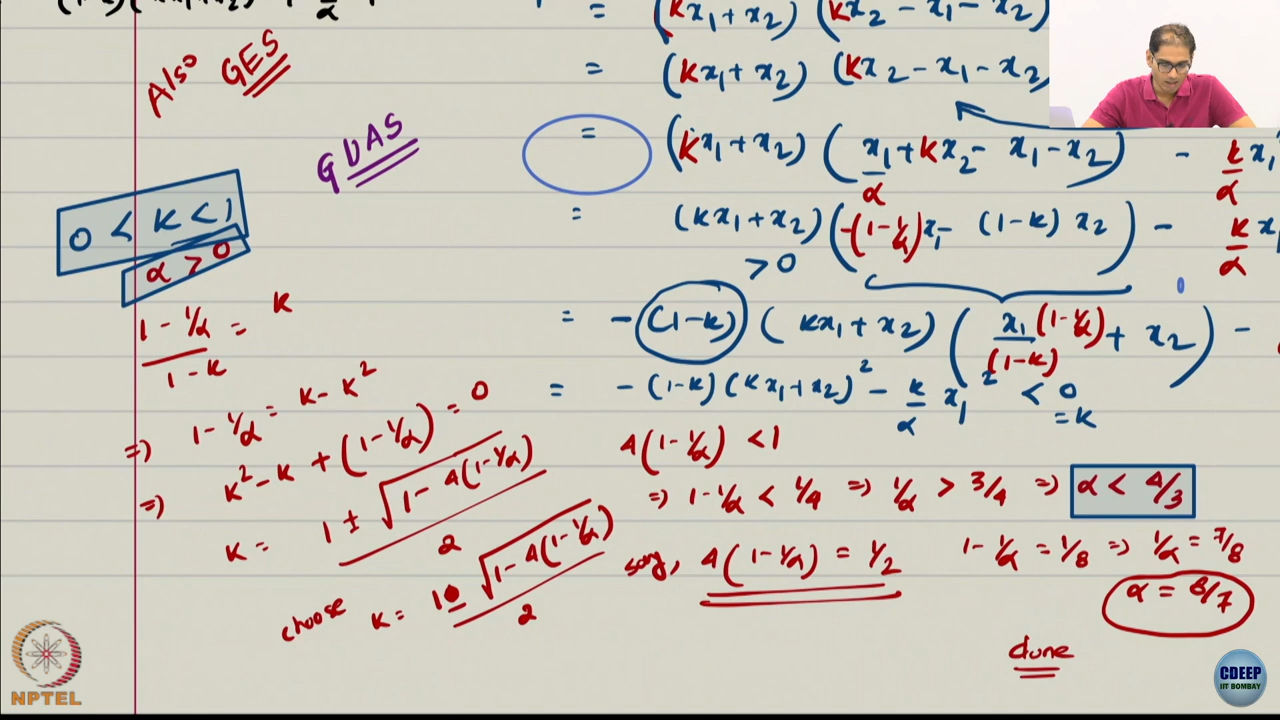 = (kx₁ + x₂) (kx₂ - x₁ - x₂)
Also GES
= (kx₁ + x₂) (kx₂ - x₁ - x₂)
GUAS
= (kx₁ + x₂) (x₁/α + kx₂ - x₁ - x₂) - k/α x₁
0 < k < 1
α > 0
= (kx₁ + x₂) (-(1 - 1/α)x₁ - (1-k) x₂) - k/α x₁
> 0
= -(1-k) (kx₁ + x₂) (x₁(1-1/α)/(1-k) + x₂) -
= -(1-k)(kx₁+x₂)² - k/α x₁² < 0
= k
(1 - 1/α)/(1 - k) = k
⇒) 1 - 1/α = k - k²
⇒) k² - k + (1 - 1/α) = 0
k = (1 ± √(1 - 4(1-1/α)))/2
4(1 - 1/α) < 1
⇒ 1 - 1/α < 1/4 ⇒ 1/α > 3/4 ⇒ α < 4/3
choose k = (1 ± √(1 - 4(1-1/α)))/2
say, 4(1 - 1/α) = 1/2
1 - 1/α = 1/8 ⇒ 1/α = 7/8
α = 8/7
done
NPTEL
CDEEP
IIT BOMBAY